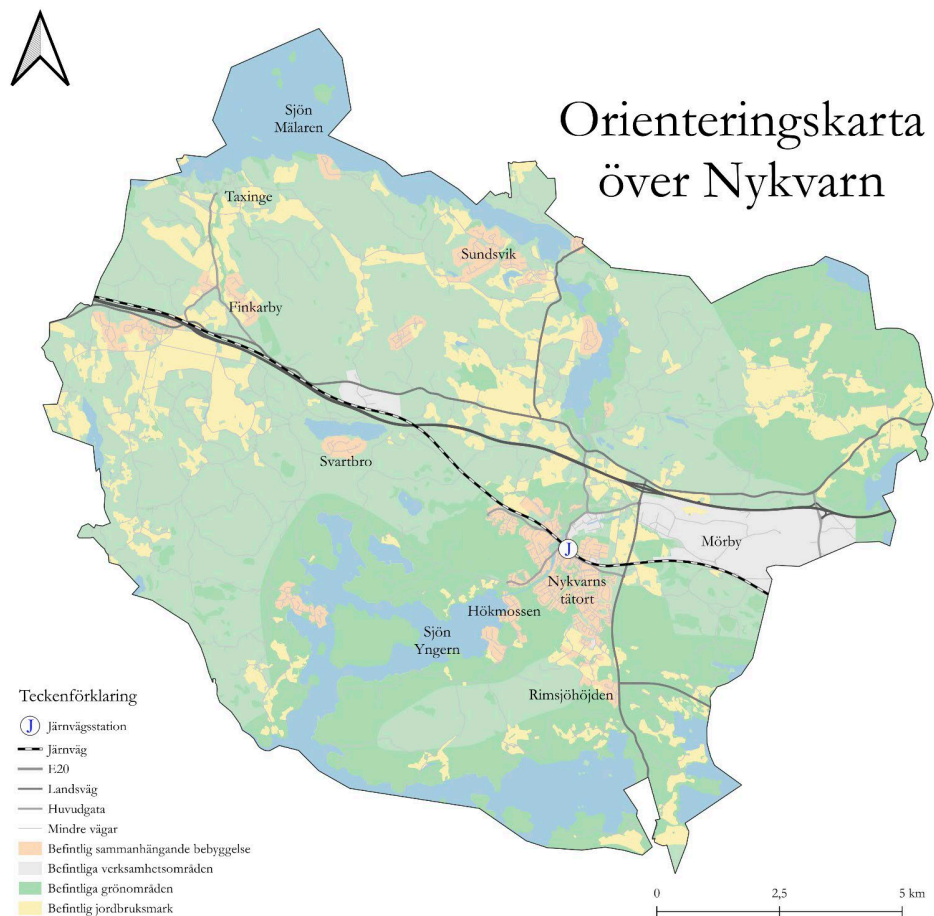 Orienteringskarta
över Nykvarn
Sjön
Mälaren
Taxinge
Sundsvik
Finkarby
Svartbro
Mörby
J
Nykvarns
tätort
Hökmossen
Sjön
Yngern
Rimsjöhöjden
Teckenförklaring
J Järnvägsstation
Järnväg
E20
Landsväg
Huvudgata
Mindre vägar
Befintlig sammanhängande bebyggelse
Befintliga verksamhetsområden
Befintliga grönområden
Befintlig jordbruksmark
0 2,5 5 km